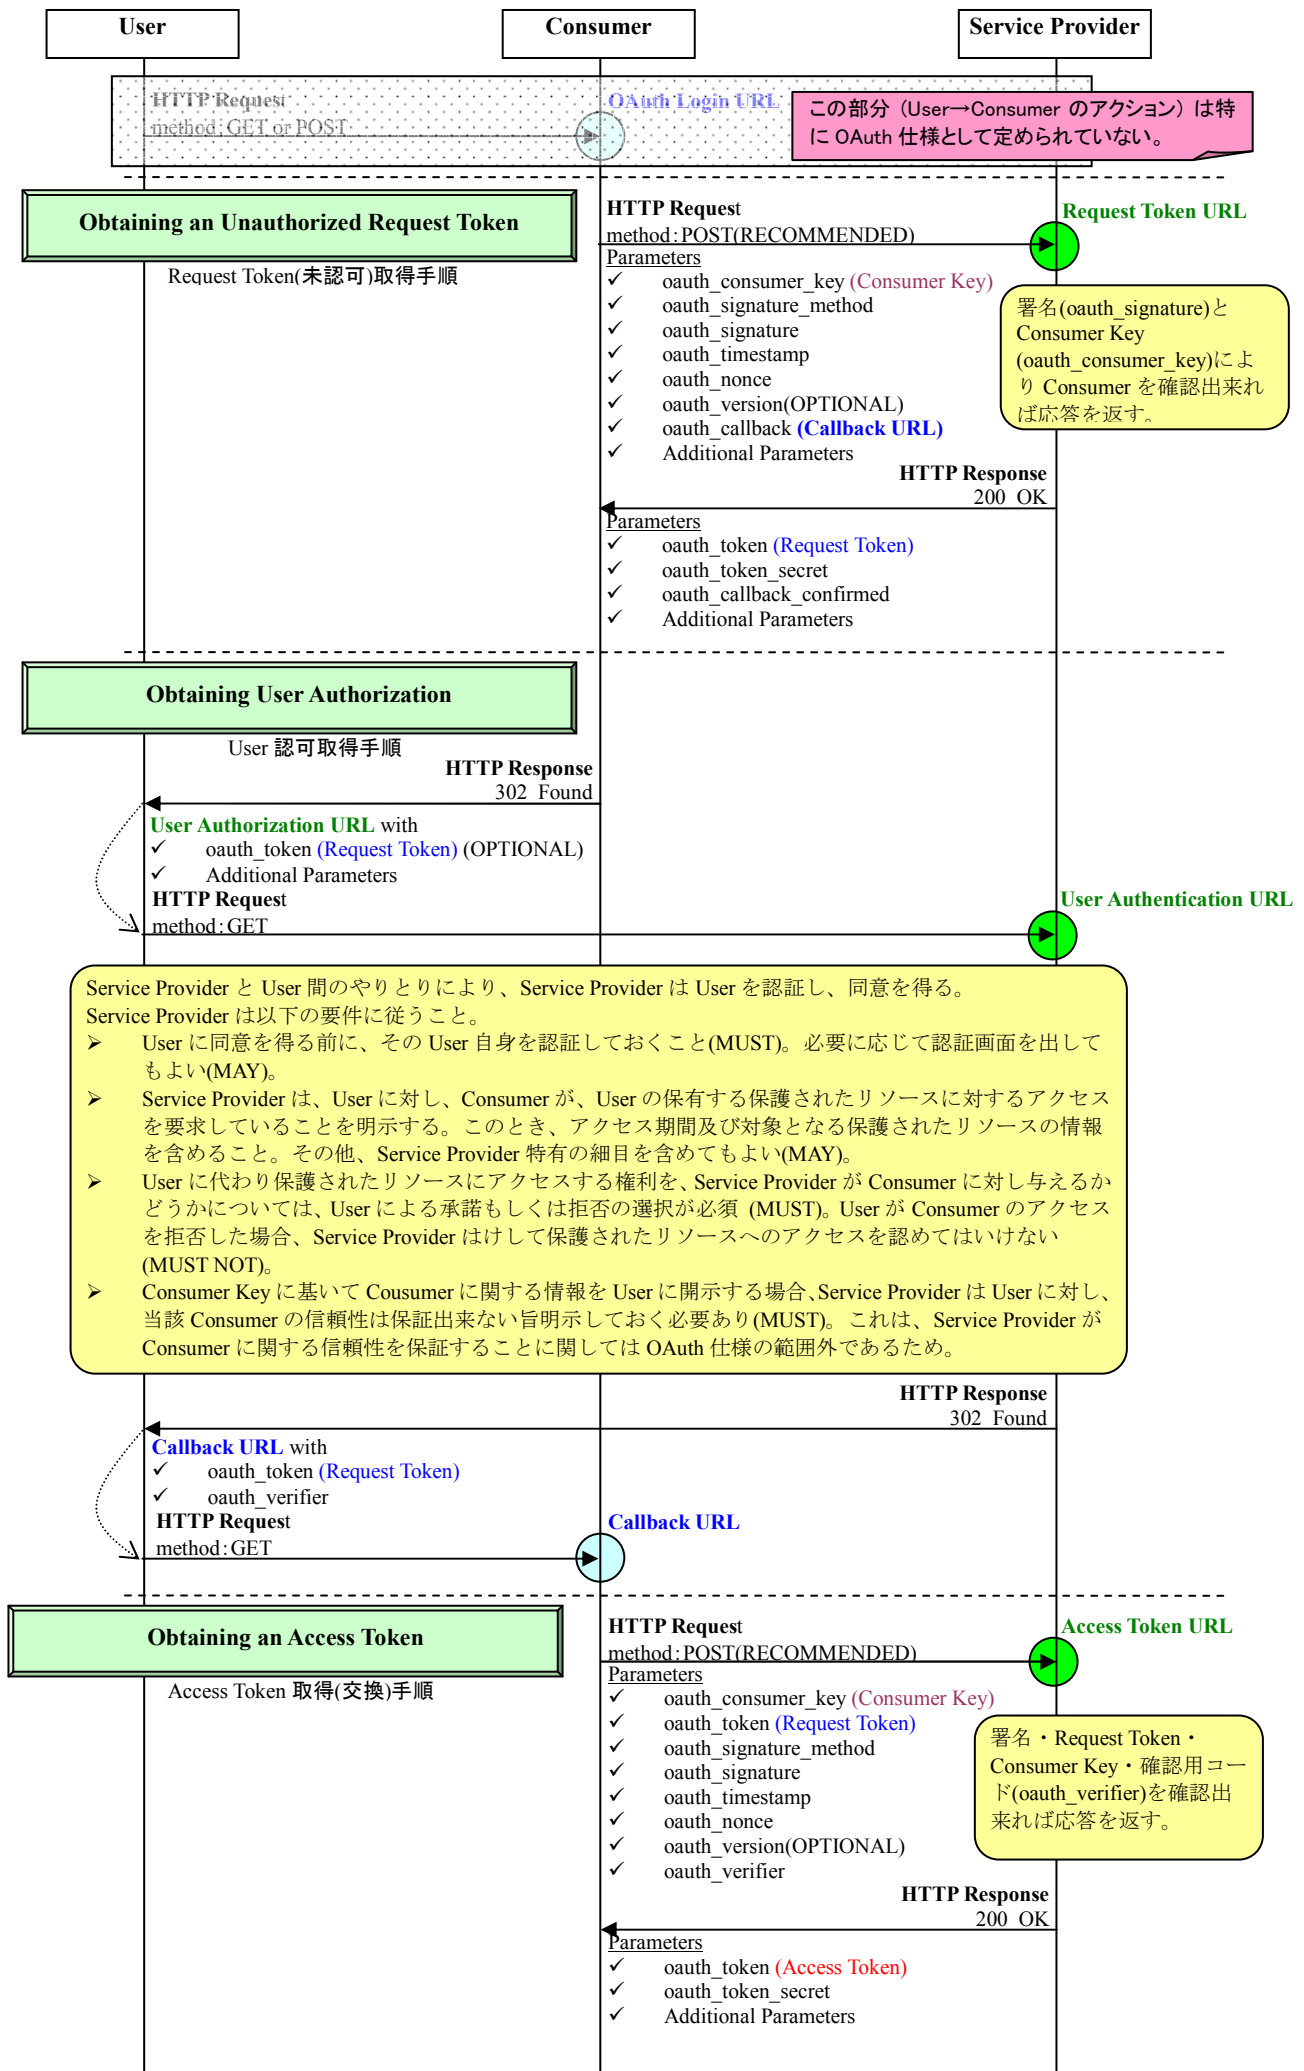 User
Consumer
Service Provider
HTTP Request
method:GET or POST
OAuth Login URL
この部分（User→Consumer のアクション）は特
に OAuth 仕様として定められていない。
Obtaining an Unauthorized Request Token
Request Token(未認可)取得手順
HTTP Request
method:POST(RECOMMENDED)
Request Token URL
Parameters
✓ oauth_consumer_key (Consumer Key)
✓ oauth_signature_method
✓ oauth_signature
✓ oauth_timestamp
✓ oauth_nonce
✓ oauth_version(OPTIONAL)
✓ oauth_callback (Callback URL)
✓ Additional Parameters
署名(oauth_signature)と
Consumer Key
(oauth_consumer_key)によ
り Consumer を確認出来れ
ば応答を返す。
HTTP Response
200 OK
Parameters
✓ oauth_token (Request Token)
✓ oauth_token_secret
✓ oauth_callback_confirmed
✓ Additional Parameters
Obtaining User Authorization
User 認可取得手順
HTTP Response
302 Found
User Authorization URL with
✓ oauth_token (Request Token) (OPTIONAL)
✓ Additional Parameters
HTTP Request
method:GET
User Authentication URL
Service Provider と User 間のやりとりにより、Service Provider は User を認証し、同意を得る。
Service Provider は以下の要件に従うこと。
➢ User に同意を得る前に、その User 自身を認証しておくこと(MUST)。必要に応じて認証画面を出して
もよい(MAY)。
➢ Service Provider は、User に対し、Consumer が、User の保有する保護されたリソースに対するアクセス
を要求していることを明示する。このとき、アクセス期間及び対象となる保護されたリソースの情報
を含めること。その他、Service Provider 特有の細目を含めてもよい(MAY)。
➢ User に代わり保護されたリソースにアクセスする権利を、Service Provider が Consumer に対し与えるか
どうかについては、User による承諾もしくは拒否の選択が必須 (MUST)。User が Consumer のアクセス
を拒否した場合、Service Provider はけして保護されたリソースへのアクセスを認めてはいけない
(MUST NOT)。
➢ Consumer Key に基いて Cousumer に関する情報を User に開示する場合、Service Provider は User に対し、
当該 Consumer の信頼性は保証出来ない旨明示しておく必要あり(MUST)。これは、Service Provider が
Consumer に関する信頼性を保証することに関しては OAuth 仕様の範囲外であるため。
HTTP Response
302 Found
Callback URL with
✓ oauth_token (Request Token)
✓ oauth_verifier
HTTP Request
method:GET
Callback URL
Obtaining an Access Token
Access Token 取得(交換)手順
HTTP Request
method:POST(RECOMMENDED)
Access Token URL
Parameters
✓ oauth_consumer_key (Consumer Key)
✓ oauth_token (Request Token)
✓ oauth_signature_method
✓ oauth_signature
✓ oauth_timestamp
✓ oauth_nonce
✓ oauth_version(OPTIONAL)
✓ oauth_verifier
署名・Request Token・
Consumer Key・確認用コー
ド(oauth_verifier)を確認出
来れば応答を返す。
HTTP Response
200 OK
Parameters
✓ oauth_token (Access Token)
✓ oauth_token_secret
✓ Additional Parameters